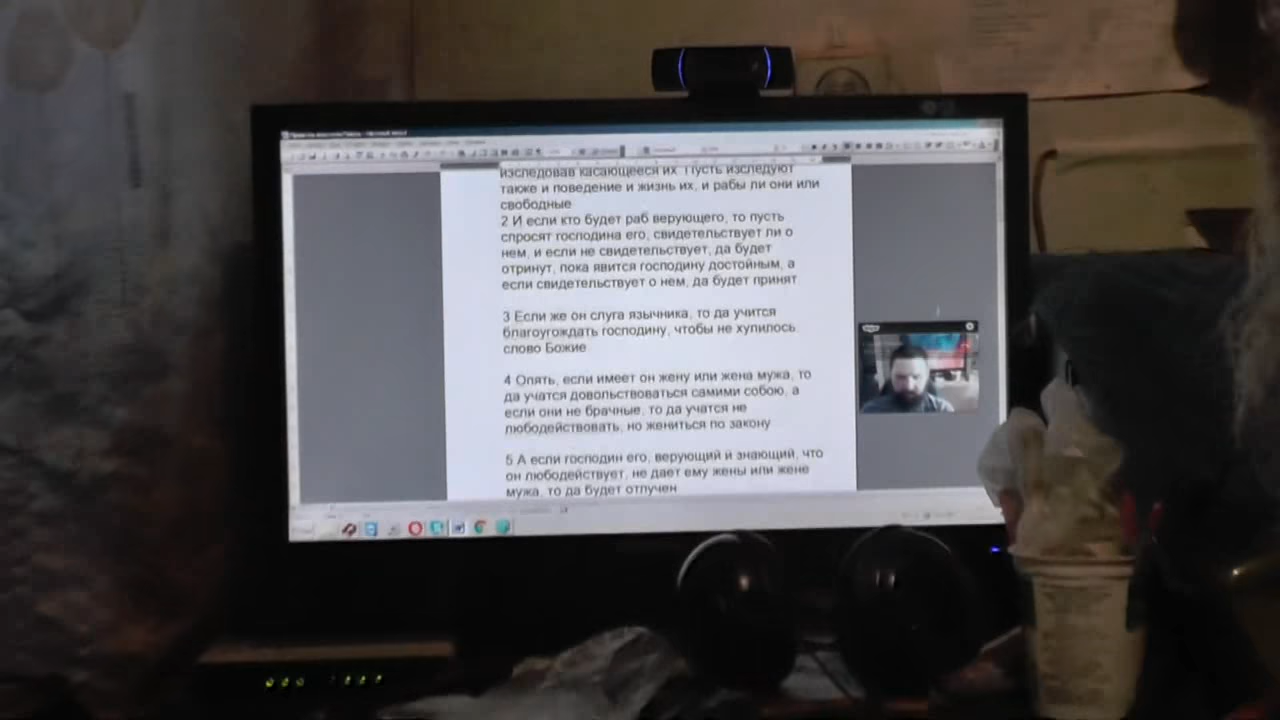 изследовав касающееся их. Пусть изследуют
также и поведение и жизнь их, и рабы ли они или
свободные
2 И если кто будет раб верующего, то пусть
спросят господина его, свидетельствует ли о
нем, и если не свидетельствует, да будет
отринут, пока явится господину достойным, а
если свидетельствует о нем, да будет принят
3 Если же он слуга язычника, то да учится
благоугождать господину, чтобы не хулилось
слово Божие
4 Опять, если имеет он жену или жена мужа, то
да учатся довольствоваться самими собою, а
если они не брачные, то да учатся не
любодействовать, но жениться по закону
5 А если господин его, верующий и знающий, что
он любодействует, не дает ему жены или жене
мужа, то да будет отлучен